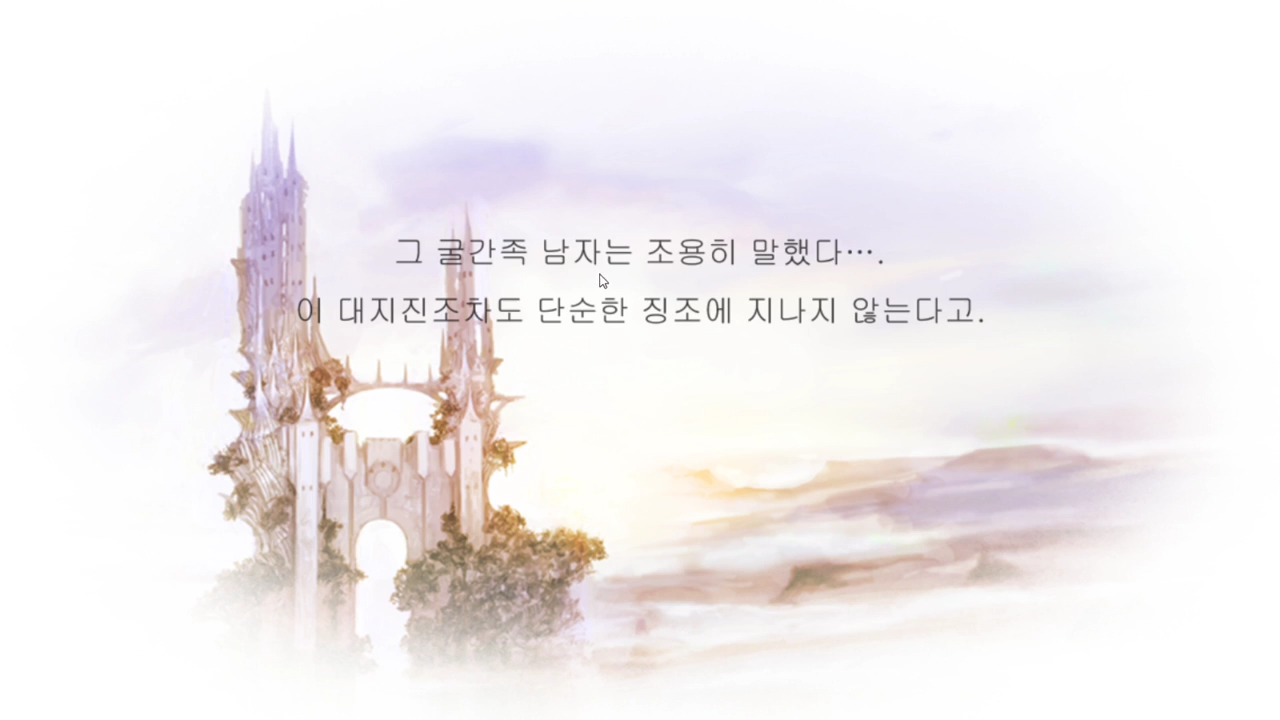 그 굴간족 남자는 조용히 말했다….
이 대지진조차도 단순한 징조에 지나지 않는다고.